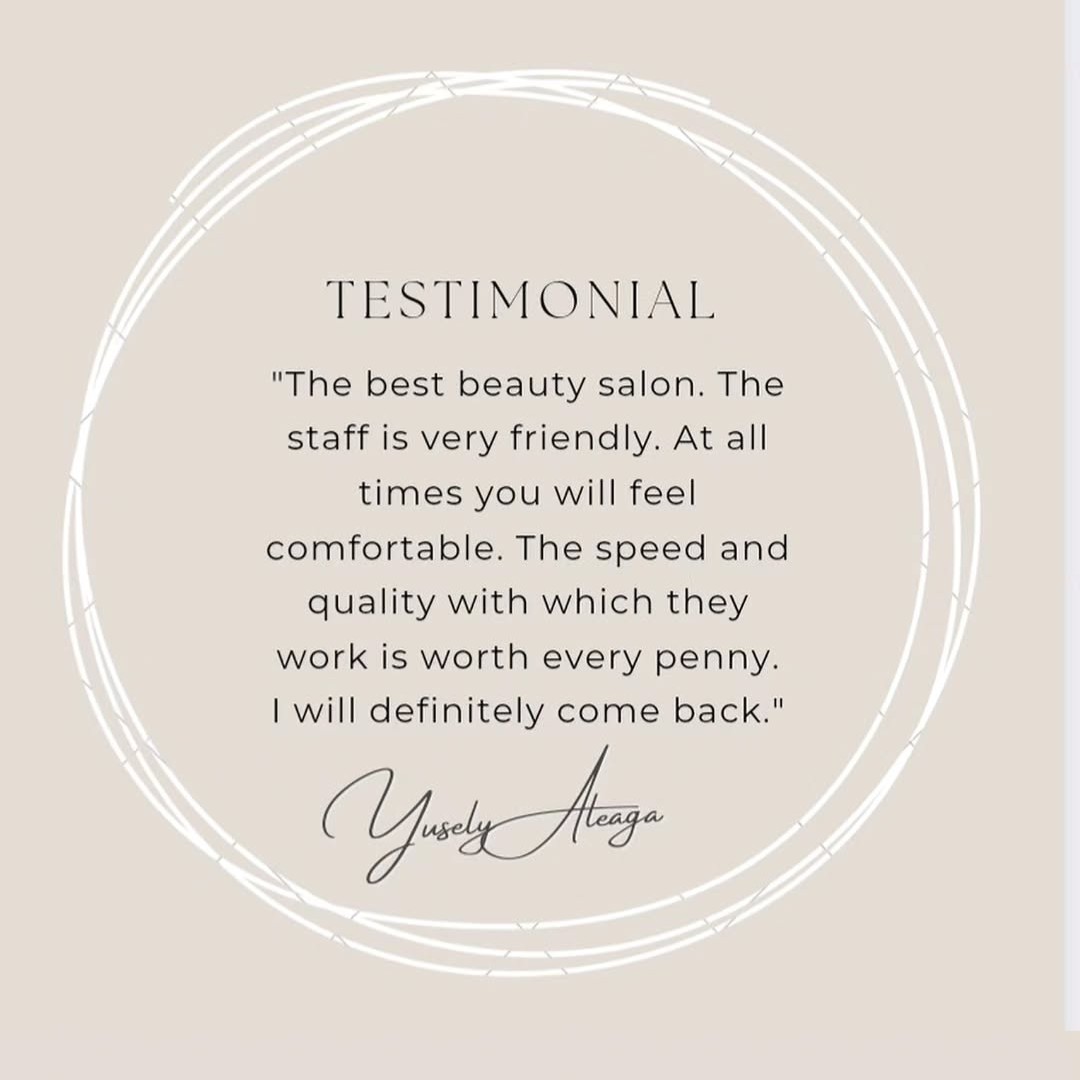 TESTIMONIAL
"The best beauty salon. The
staff is very friendly. At all
times you will feel
comfortable. The speed and
quality with which they
work is worth every penny.
I will definitely come back."
Yusely Aleaga